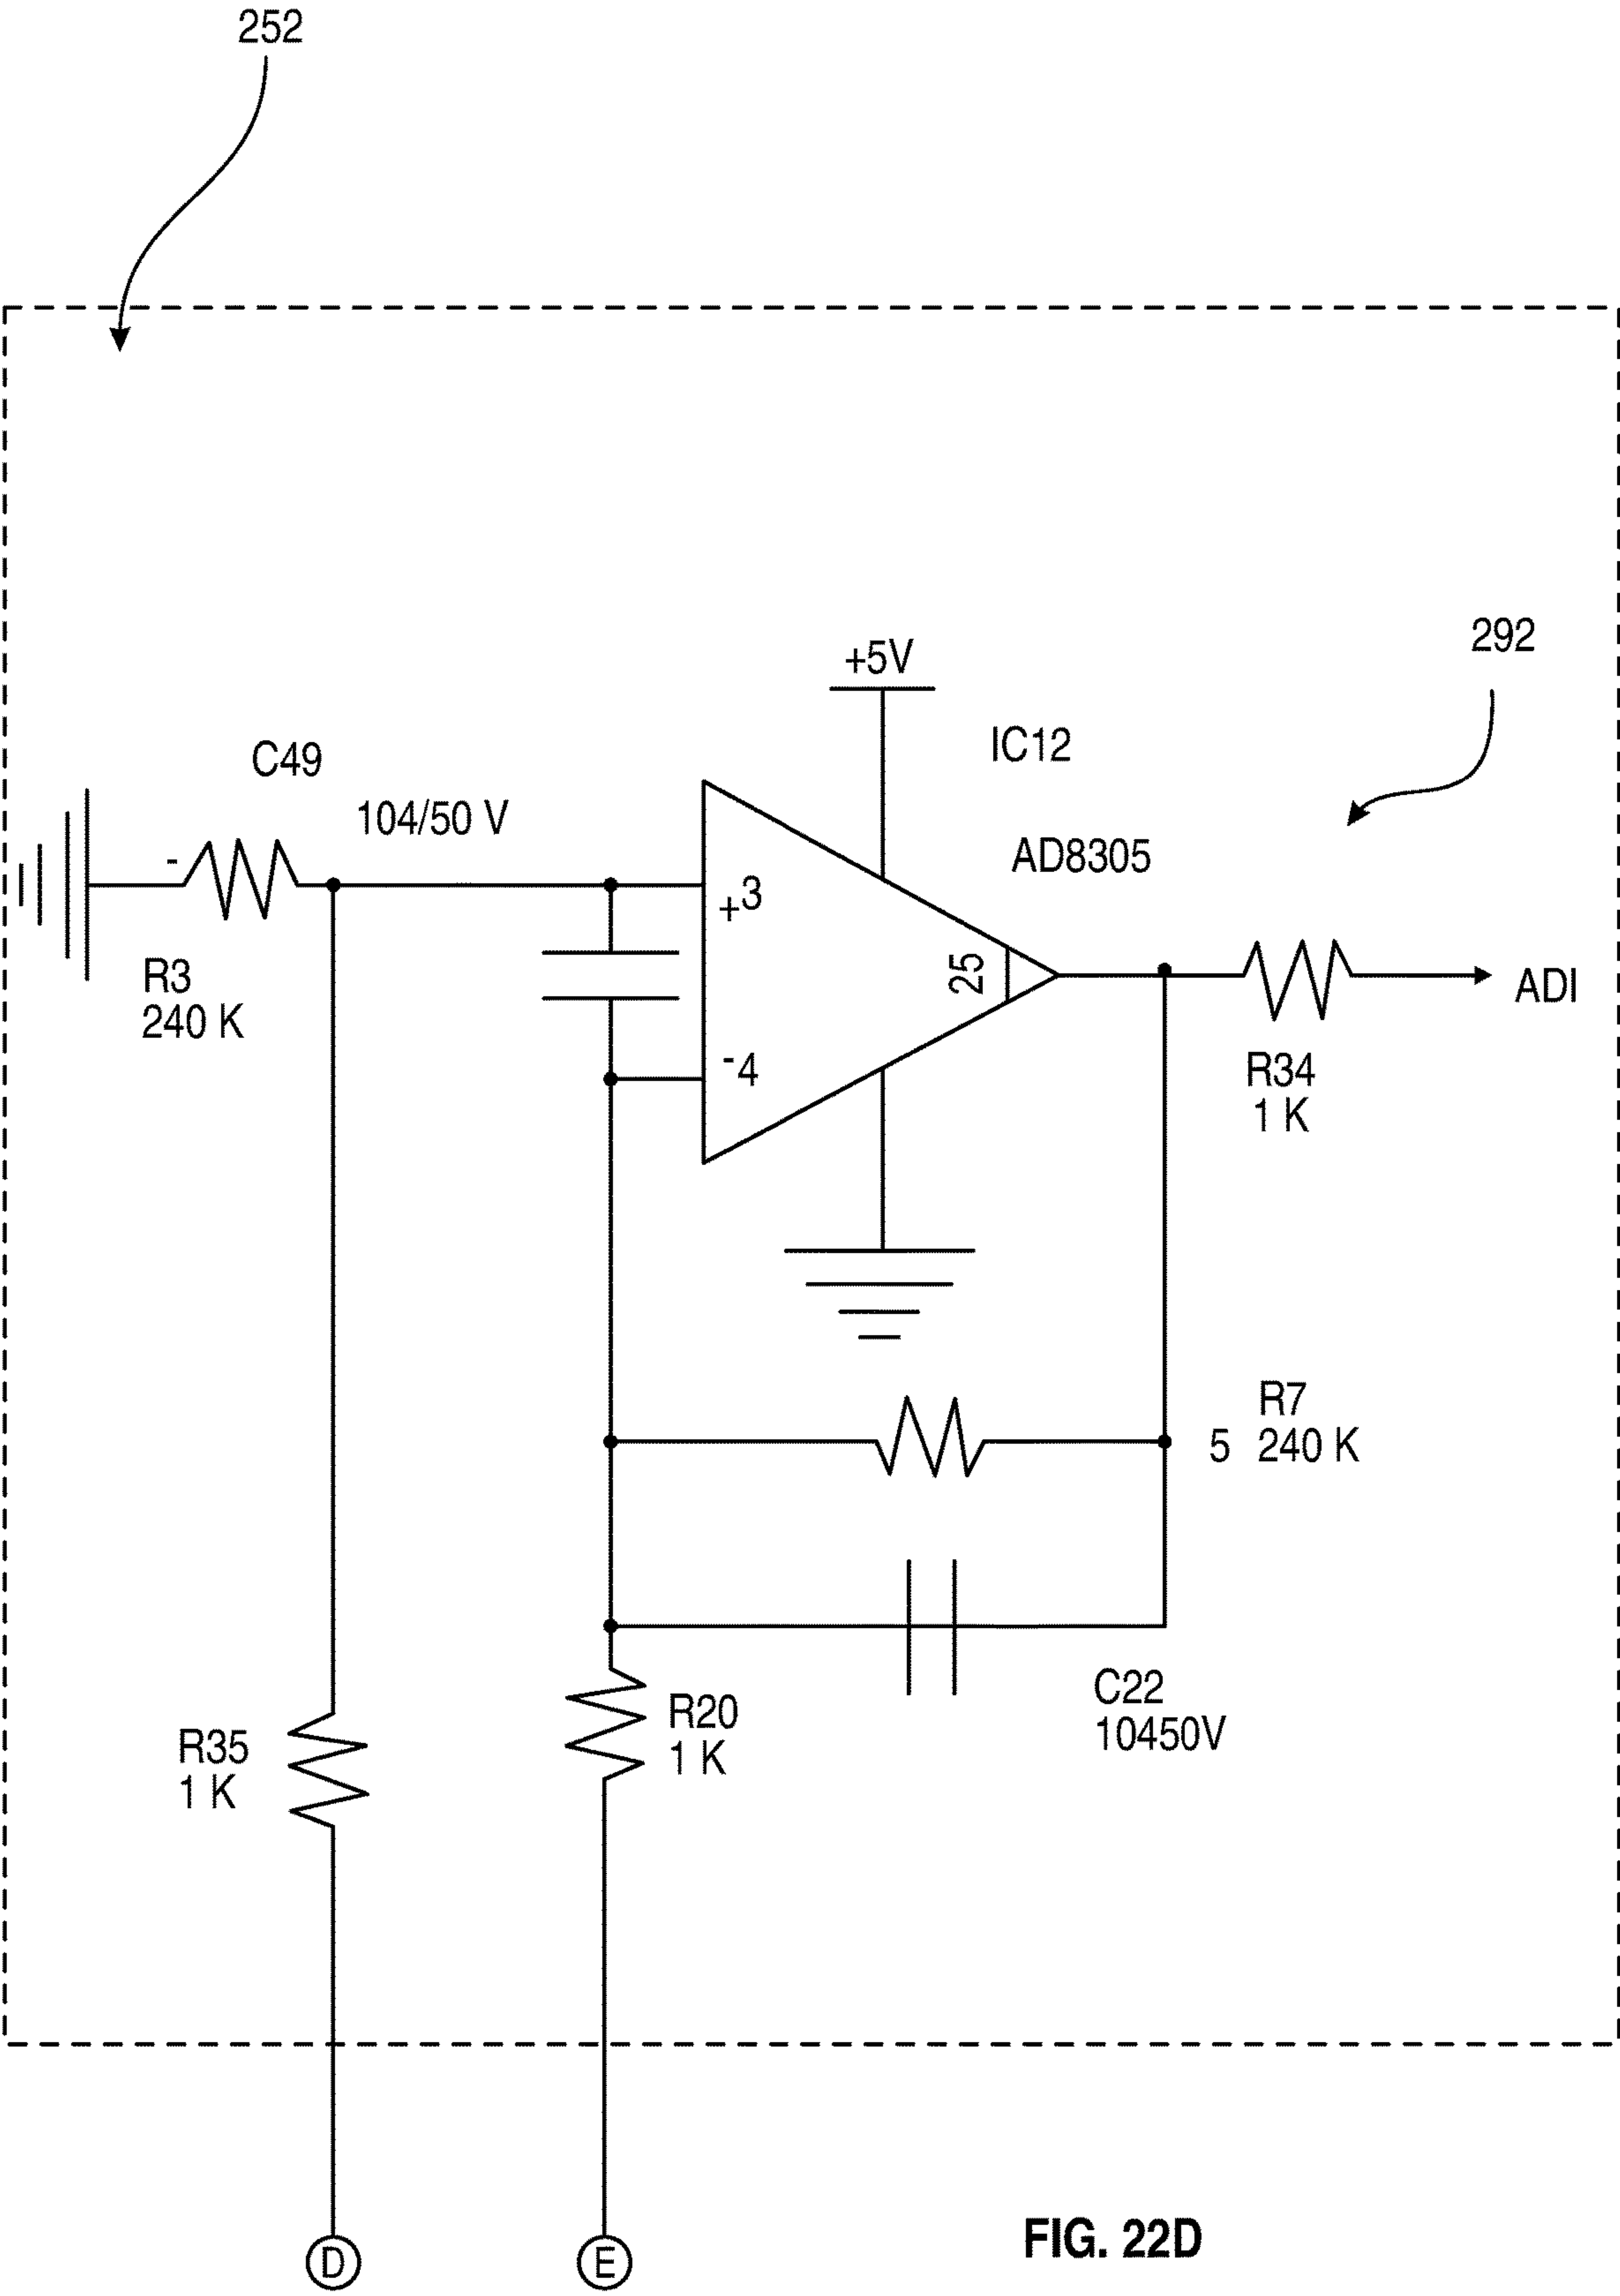 252
292
+5V
IC12
C49
104/50 V
AD8305
-
+3
R3
240 K
25
ADI
-4
R34
1 K
R7
5 240 K
C22
10450V
R20
1 K
R35
1 K
D
E
FIG. 22D